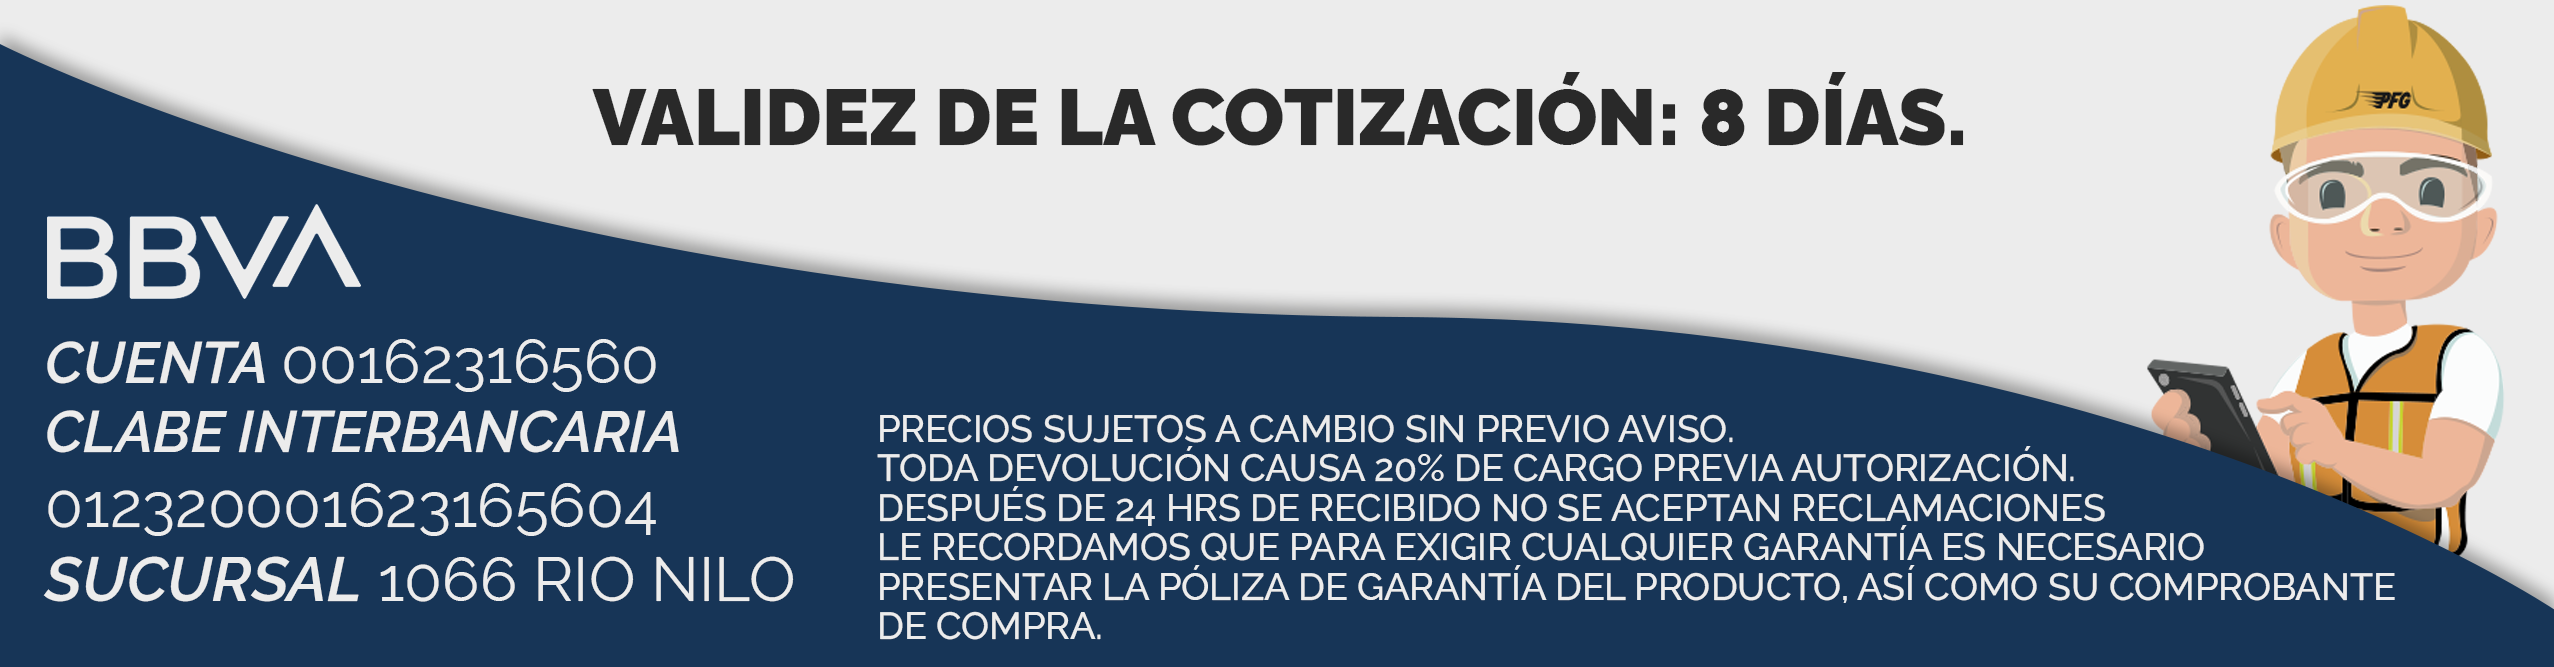 VALIDEZ DE LA COTIZACIÓN: 8 DÍAS.
PFG
BBVA
CUENTA 00162316560
CLABE INTERBANCARIA
012320001623165604
SUCURSAL 1066 RIO NILO
PRECIOS SUJETOS A CAMBIO SIN PREVIO AVISO.
TODA DEVOLUCIÓN CAUSA 20% DE CARGO PREVIA AUTORIZACIÓN.
DESPUÉS DE 24 HRS DE RECIBIDO NO SE ACEPTAN RECLAMACIONES
LE RECORDAMOS QUE PARA EXIGIR CUALQUIER GARANTÍA ES NECESARIO
PRESENTAR LA PÓLIZA DE GARANTÍA DEL PRODUCTO, ASÍ COMO SU COMPROBANTE
DE COMPRA.